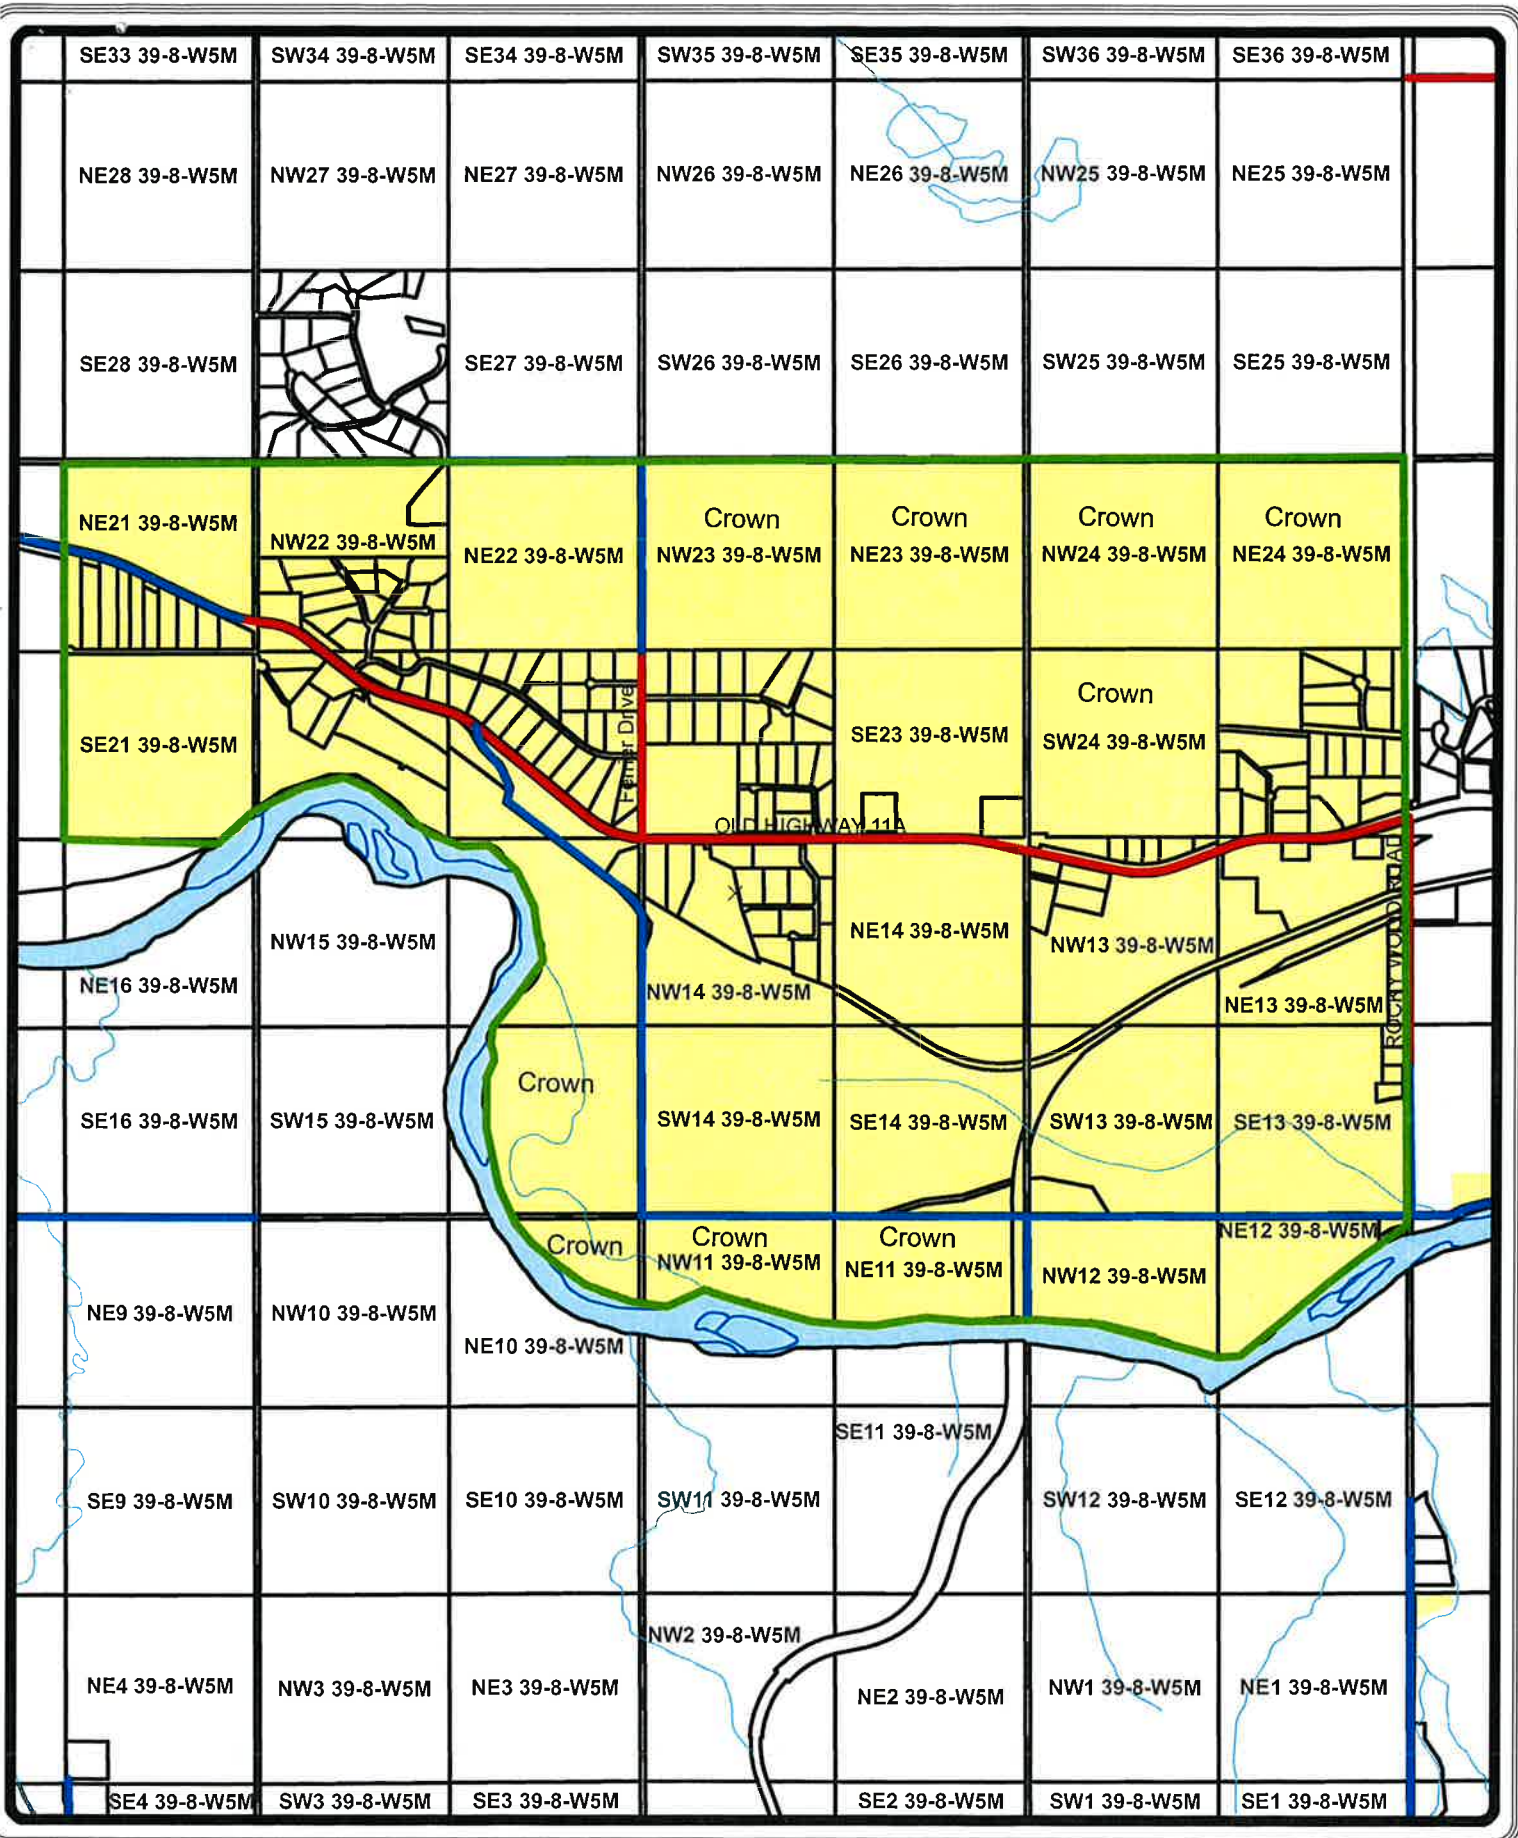 SE33 39-8-W5M
SW34 39-8-W5M
SE34 39-8-W5M
SW35 39-8-W5M
SE35 39-8-W5M
SW36 39-8-W5M
SE36 39-8-W5M
NE28 39-8-W5M
NW27 39-8-W5M
NE27 39-8-W5M
NW26 39-8-W5M
NE26 39-8-W5M
NW25 39-8-W5M
NE25 39-8-W5M
SE28 39-8-W5M
SE27 39-8-W5M
SW26 39-8-W5M
SE26 39-8-W5M
SW25 39-8-W5M
SE25 39-8-W5M
NE21 39-8-W5M
NW22 39-8-W5M
NE22 39-8-W5M
Crown
NW23 39-8-W5M
Crown
NE23 39-8-W5M
Crown
NW24 39-8-W5M
Crown
NE24 39-8-W5M
SE21 39-8-W5M
Ferrier Drive
SE23 39-8-W5M
Crown
SW24 39-8-W5M
OLD HIGHWAY 11A
ROCKY WOOD ROAD
NE16 39-8-W5M
NW15 39-8-W5M
NW14 39-8-W5M
NE14 39-8-W5M
NW13 39-8-W5M
NE13 39-8-W5M
SE16 39-8-W5M
SW15 39-8-W5M
Crown
SW14 39-8-W5M
SE14 39-8-W5M
SW13 39-8-W5M
SE13 39-8-W5M
NE9 39-8-W5M
NW10 39-8-W5M
Crown
NE10 39-8-W5M
Crown
NW11 39-8-W5M
Crown
NE11 39-8-W5M
NW12 39-8-W5M
NE12 39-8-W5M
SE9 39-8-W5M
SW10 39-8-W5M
SE10 39-8-W5M
SW11 39-8-W5M
SE11 39-8-W5M
SW12 39-8-W5M
SE12 39-8-W5M
NE4 39-8-W5M
NW3 39-8-W5M
NE3 39-8-W5M
NW2 39-8-W5M
NE2 39-8-W5M
NW1 39-8-W5M
NE1 39-8-W5M
SE4 39-8-W5M
SW3 39-8-W5M
SE3 39-8-W5M
SE2 39-8-W5M
SW1 39-8-W5M
SE1 39-8-W5M